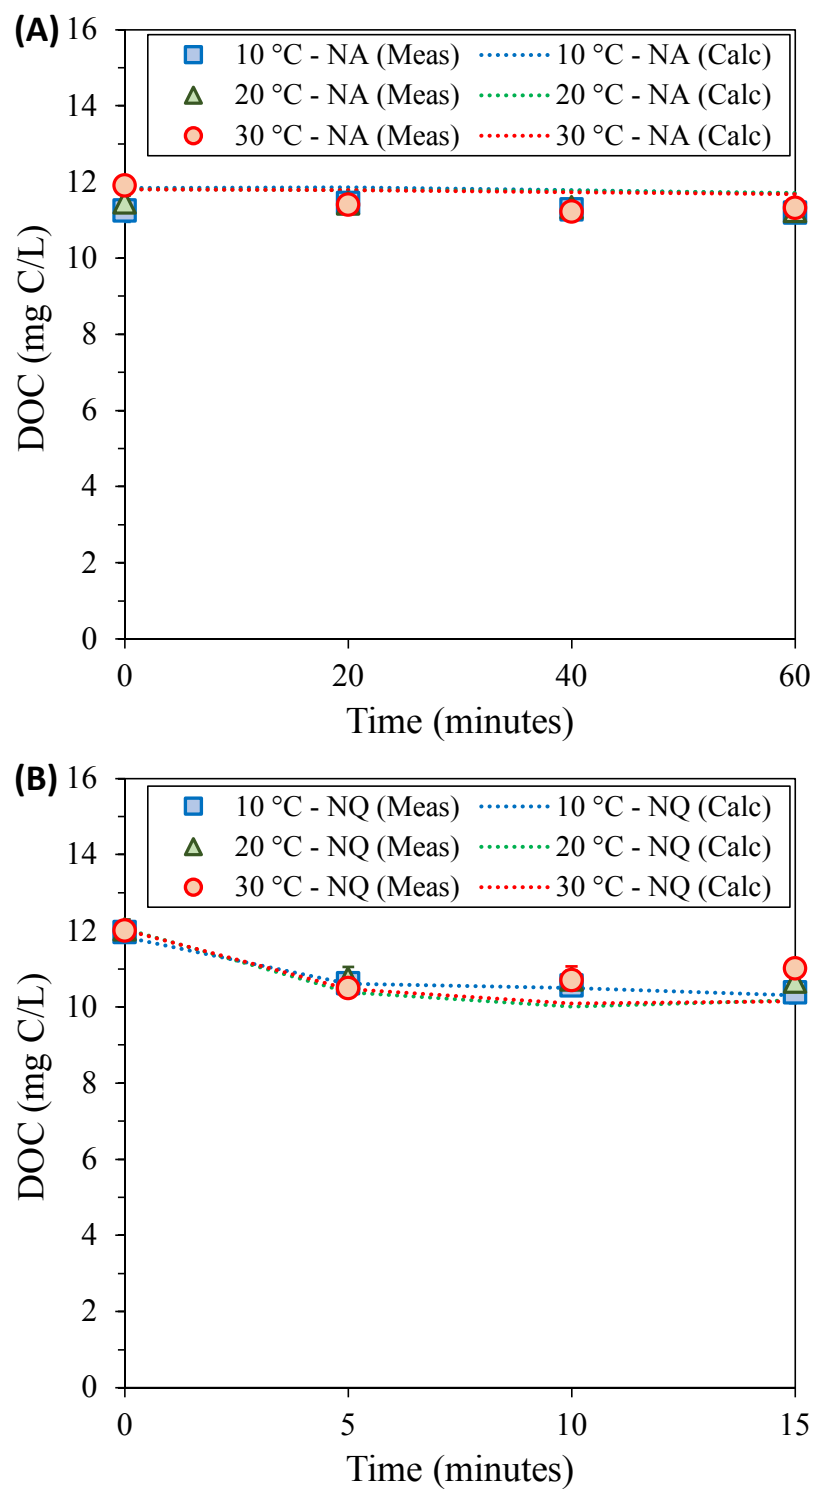 (A)
16
14
12
10
8
6
4
2
0
DOC (mg C/L)
10 °C - NA (Meas) 10 °C - NA (Calc)
20 °C - NA (Meas) 20 °C - NA (Calc)
30 °C - NA (Meas) 30 °C - NA (Calc)
0 20 40 60
Time (minutes)
(B)
16
14
12
10
8
6
4
2
0
DOC (mg C/L)
10 °C - NQ (Meas) 10 °C - NQ (Calc)
20 °C - NQ (Meas) 20 °C - NQ (Calc)
30 °C - NQ (Meas) 30 °C - NQ (Calc)
0 5 10 15
Time (minutes)